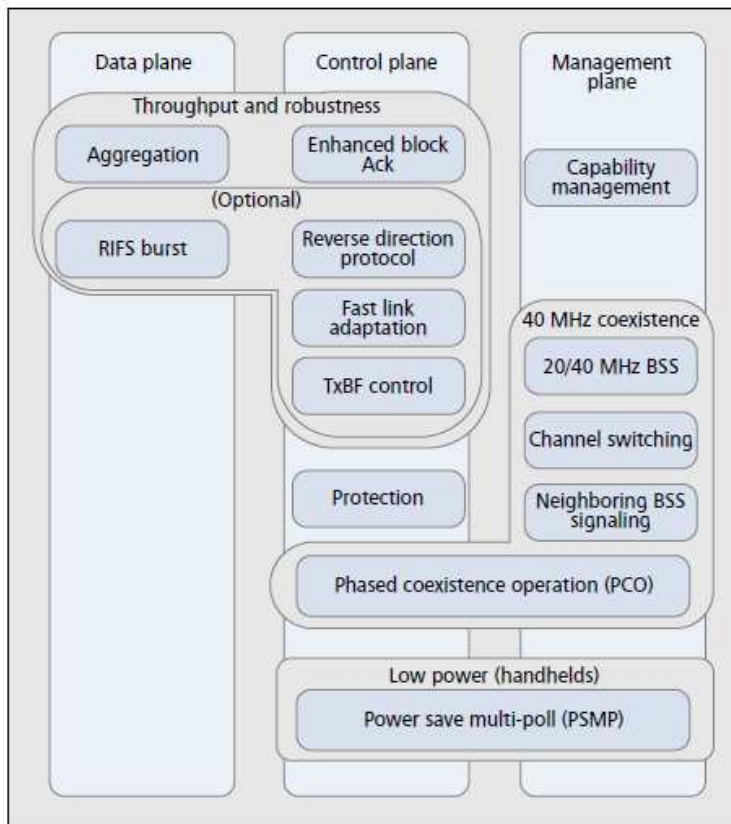 Data plane
Control plane
Management
plane
Throughput and robustness
Aggregation
Enhanced block
Ack
Capability
management
(Optional)
RIFS burst
Reverse direction
protocol
Fast link
adaptation
40 MHz coexistence
20/40 MHz BSS
TxBF control
Channel switching
Protection
Neighboring BSS
signaling
Phased coexistence operation (PCO)
Low power (handhelds)
Power save multi-poll (PSMP)